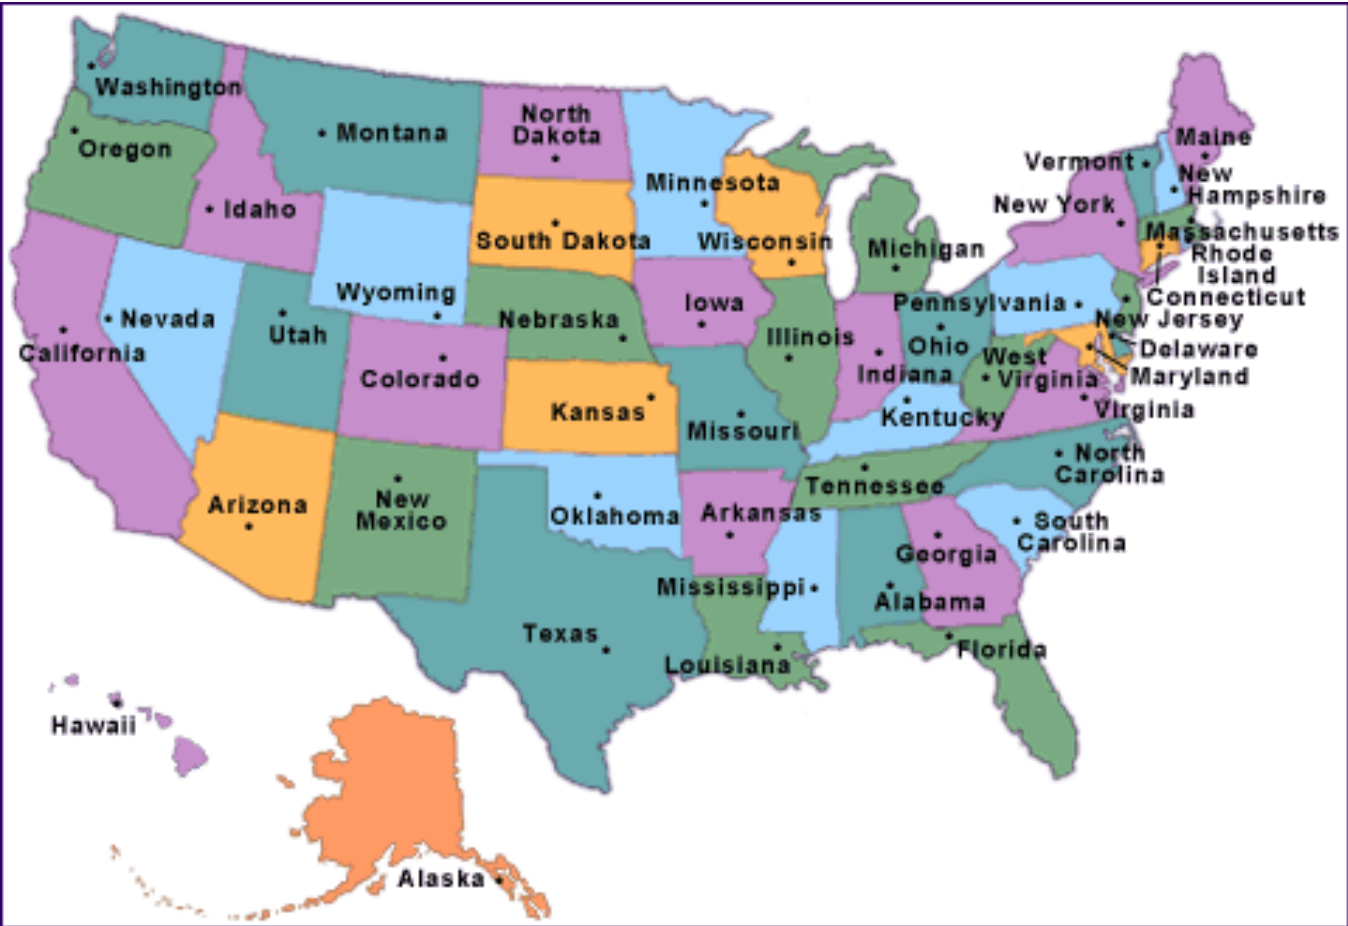 Washington
Oregon
Montana
Idaho
North
Dakota
Minnesota
South Dakota
Wisconsin
Michigan
Maine
Vermont
New
Hampshire
New York
Massachusetts
Rhode
Island
Connecticut
New Jersey
Pennsylvania
Delaware
Maryland
Wyoming
Nevada
Utah
California
Nebraska
Iowa
Illinois
Indiana
Ohio
West
Virginia
Virginia
Colorado
Kansas
Missouri
Kentucky
North
Carolina
Tennessee
Arizona
New
Mexico
Oklahoma
Arkansas
South
Carolina
Georgia
Mississippi
Alabama
Texas
Louisiana
Florida
Hawaii
Alaska